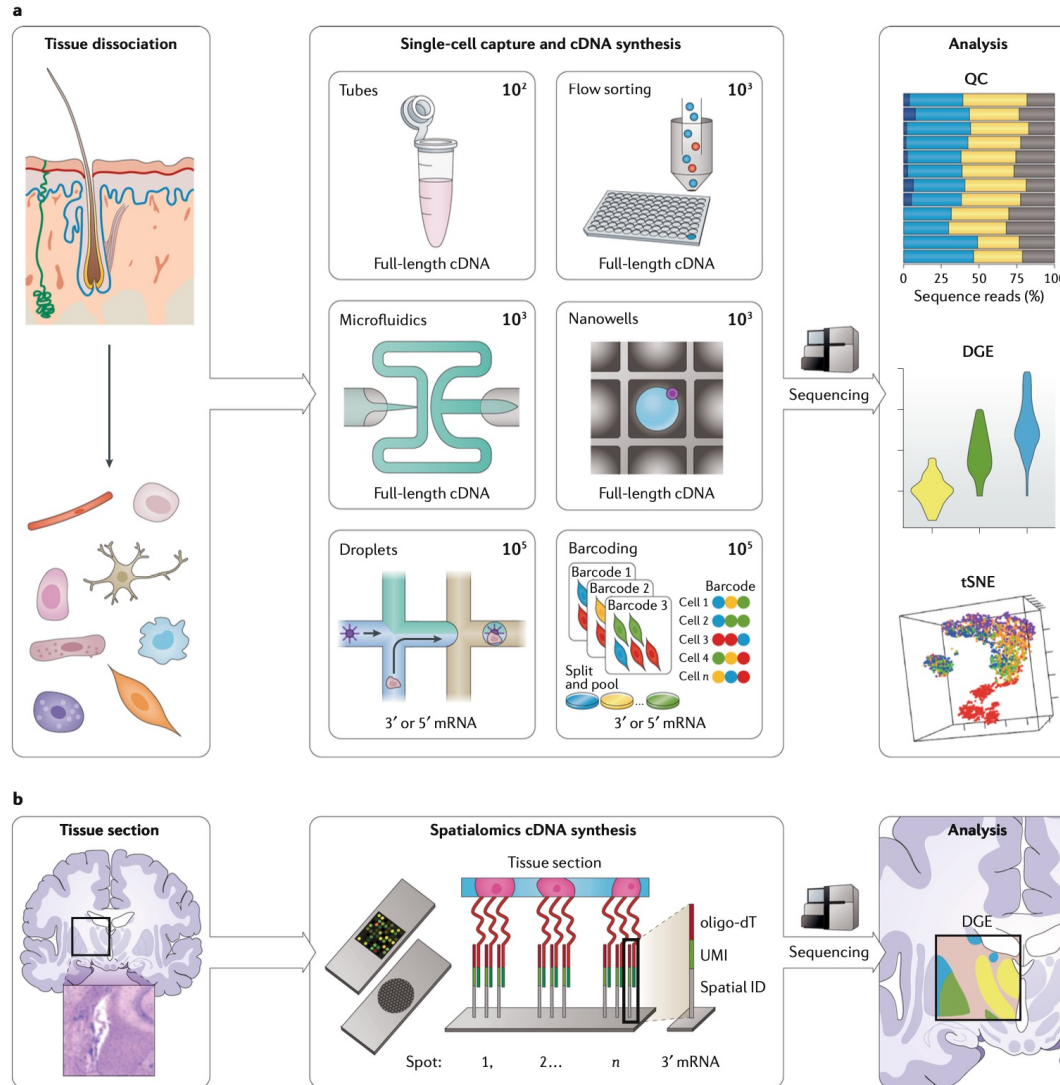 a
Tissue dissociation
Single-cell capture and cDNA synthesis
Tubes
10²
Full-length cDNA
Flow sorting
10³
Full-length cDNA
Microfluidics
10³
Full-length cDNA
Nanowells
10³
Full-length cDNA
Droplets
10⁵
3′ or 5′ mRNA
Barcoding
10⁵
Barcode 1
Barcode 2
Barcode 3
Barcode
Cell 1
Cell 2
Cell 3
Cell 4
Cell n
Split
and pool
...
3′ or 5′ mRNA
Sequencing
Analysis
QC
0 25 50 75 100
Sequence reads (%)
DGE
tSNE
b
Tissue section
Spatialomics cDNA synthesis
Tissue section
oligo-dT
UMI
Spatial ID
Spot: 1, 2... n 3′ mRNA
Sequencing
Analysis
DGE